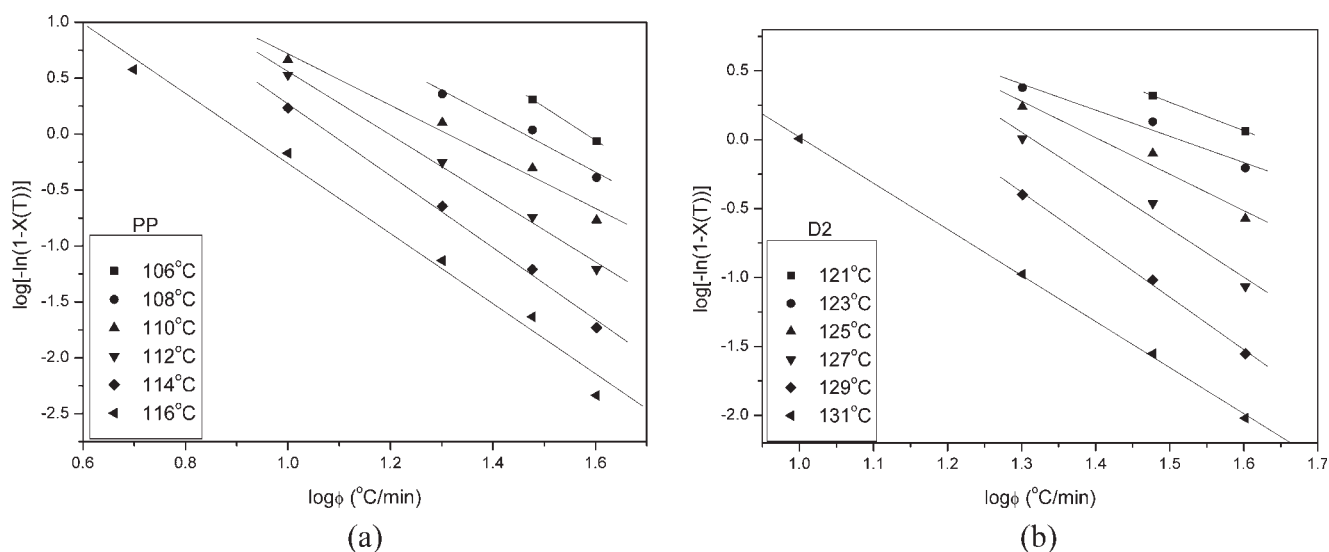 1.0
0.5
0.0
-0.5
-1.0
-1.5
-2.0
-2.5
log[-ln(1-X(T))]
PP
106°C
108°C
110°C
112°C
114°C
116°C
0.6 0.8 1.0 1.2 1.4 1.6
logϕ (°C/min)
(a)
0.5
0.0
-0.5
-1.0
-1.5
-2.0
log[-ln(1-X(T))]
D2
121°C
123°C
125°C
127°C
129°C
131°C
1.0 1.1 1.2 1.3 1.4 1.5 1.6 1.7
logϕ (°C/min)
(b)